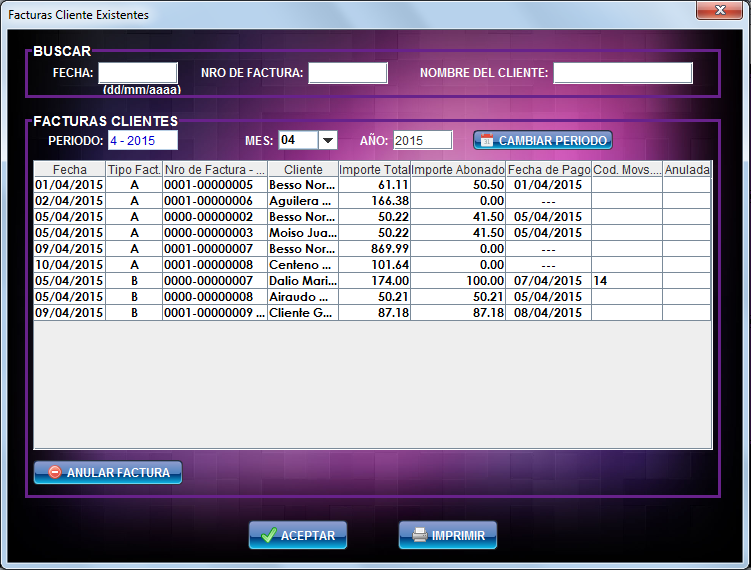 Facturas Cliente Existentes
BUSCAR
FECHA: NRO DE FACTURA: NOMBRE DEL CLIENTE:
(dd/mm/aaaa)
FACTURAS CLIENTES
PERIODO: 4 - 2015 MES: 04 AÑO: 2015 CAMBIAR PERIODO
Fecha Tipo Fact. Nro de Factura - ... Cliente Importe Total Importe Abonado Fecha de Pago Cod. Movs.... Anulada
01/04/2015 A 0001-00000005 Besso Nor... 61.11 50.50 01/04/2015
02/04/2015 A 0001-00000006 Aguilera ... 166.38 0.00 ---
05/04/2015 A 0000-00000002 Besso Nor... 50.22 41.50 05/04/2015
05/04/2015 A 0000-00000003 Moiso Jua... 50.22 41.50 05/04/2015
09/04/2015 A 0001-00000007 Besso Nor... 869.99 0.00 ---
10/04/2015 A 0001-00000008 Centeno ... 101.64 0.00 ---
05/04/2015 B 0000-00000007 Dalio Mari... 174.00 100.00 07/04/2015 14
05/04/2015 B 0000-00000008 Airaudo ... 50.21 50.21 05/04/2015
09/04/2015 B 0001-00000009 ... Cliente G... 87.18 87.18 08/04/2015
ANULAR FACTURA
ACEPTAR IMPRIMIR